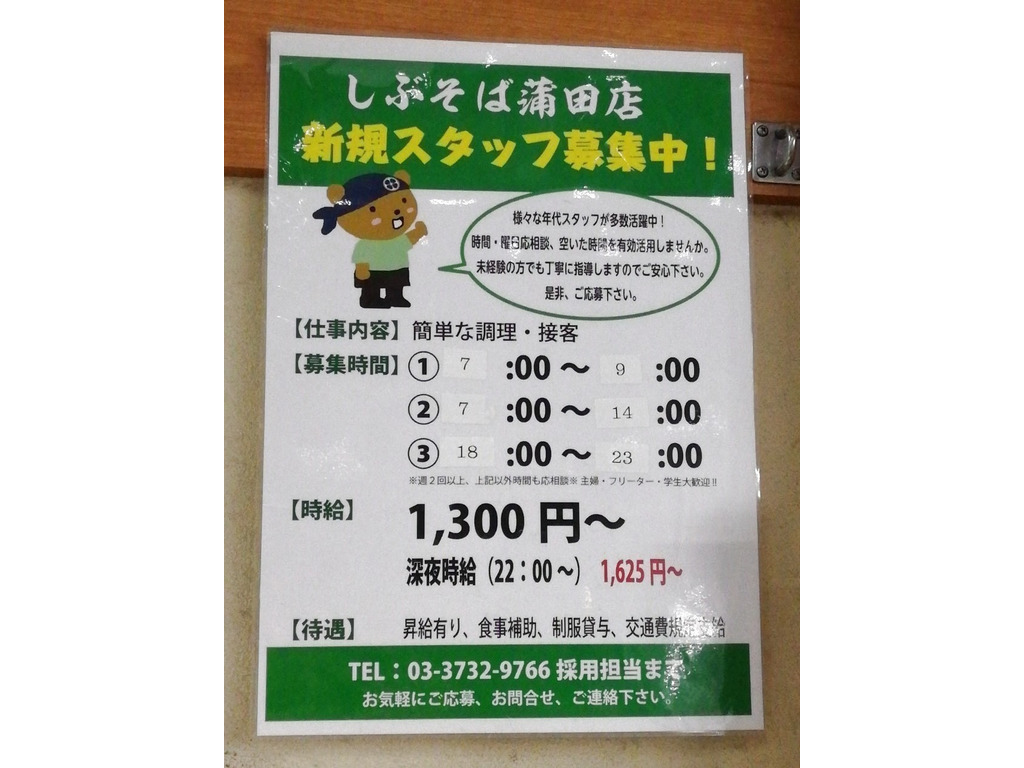 しぶそば蒲田店
新規スタッフ募集中！
様々な年代スタッフが多数活躍中！
時間・曜日応相談、空いた時間を有効活用しませんか。
未経験の方でも丁寧に指導しますのでご安心下さい。
是非、ご応募下さい。
【仕事内容】簡単な調理・接客
【募集時間】① 7 :00 〜 9 :00
② 7 :00 〜 14 :00
③ 18 :00 〜 23 :00
※週２回以上、上記以外時間も応相談※ 主婦・フリーター・学生大歓迎!!
【時給】 1,300 円〜
深夜時給（22：00〜） 1,625 円〜
【待遇】 昇給有り、食事補助、制服貸与、交通費規定支給
TEL：03-3732-9766 採用担当まで
お気軽にご応募、お問合せ、ご連絡下さい。